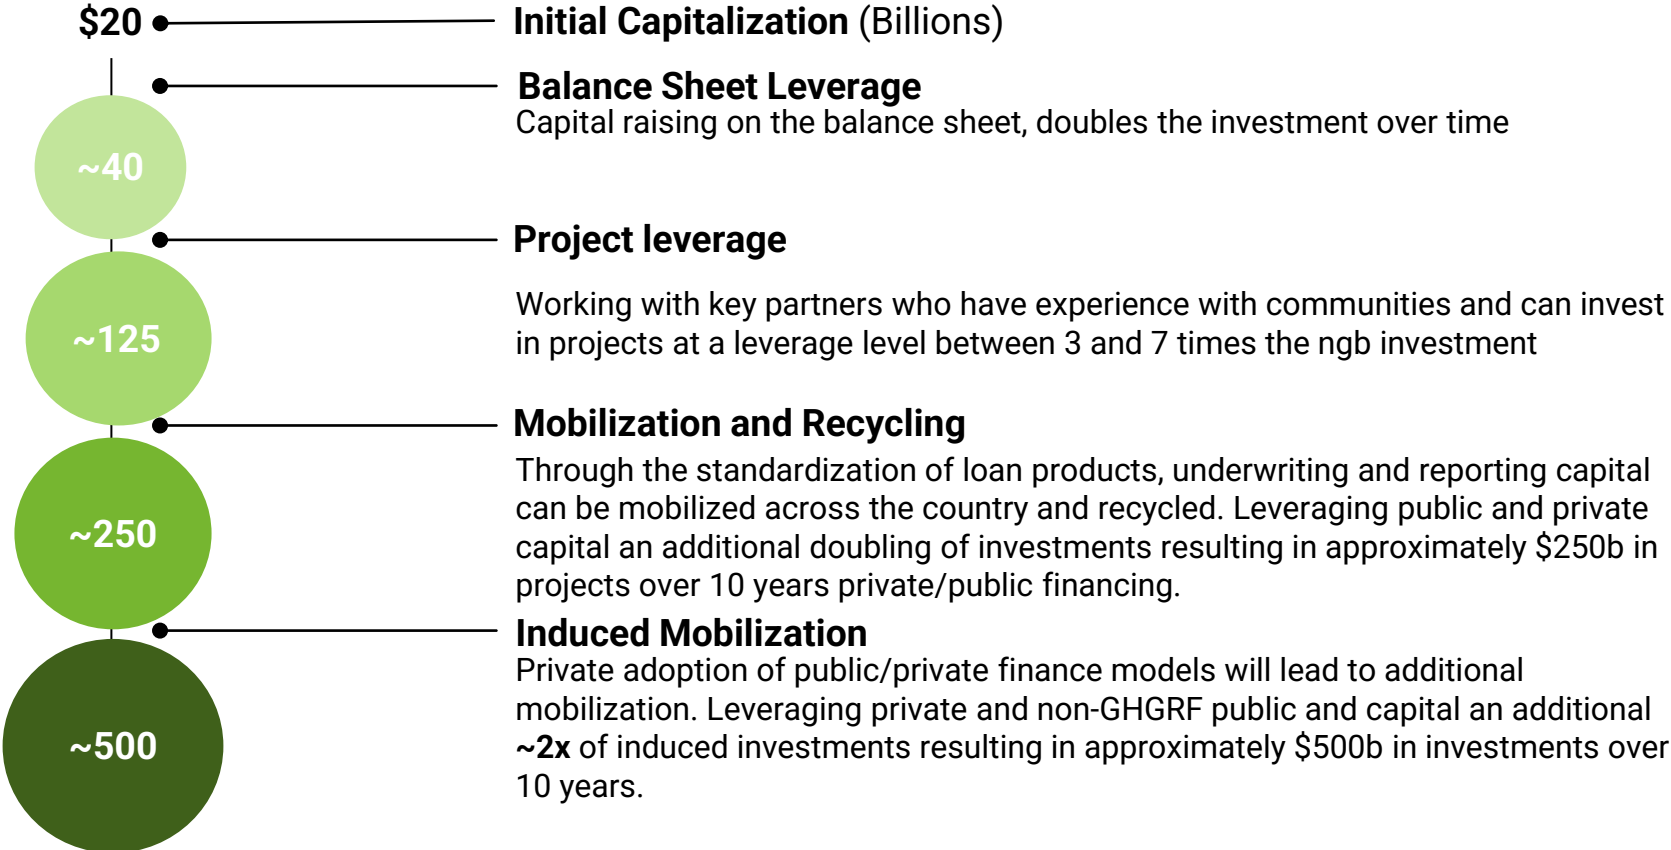 $20
Initial Capitalization (Billions)
Balance Sheet Leverage
Capital raising on the balance sheet, doubles the investment over time
~40
Project leverage
Working with key partners who have experience with communities and can invest
in projects at a leverage level between 3 and 7 times the ngb investment
~125
Mobilization and Recycling
Through the standardization of loan products, underwriting and reporting capital
can be mobilized across the country and recycled. Leveraging public and private
capital an additional doubling of investments resulting in approximately $250b in
projects over 10 years private/public financing.
~250
Induced Mobilization
Private adoption of public/private finance models will lead to additional
mobilization. Leveraging private and non-GHGRF public and capital an additional
~2x of induced investments resulting in approximately $500b in investments over
10 years.
~500